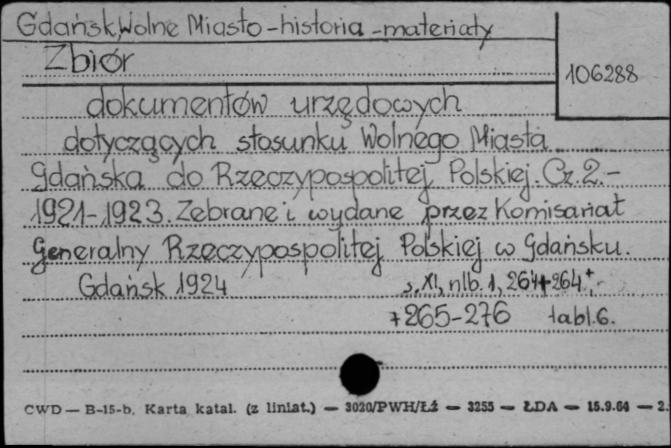 Gdańsk, Wolne Miasto - historia - materiały
Zbiór
106288
dokumentów urzędowych
dotyczących stosunku Wolnego Miasta
Gdańska do Rzeczypospolitej Polskiej. Cz. 2. -
1921-1923. Zebrane i wydane przez Komisariat
Generalny Rzeczypospolitej Polskiej w Gdańsku.
Gdańsk 1924 s. XI, nlb. 1, 264+264+
+265-276 tabl. 6.
CWD — B-15-b. Karta katal. (z liniat.) — 3020/PWH/Łź — 3255 — ŁDA — 15.9.64 — 2.